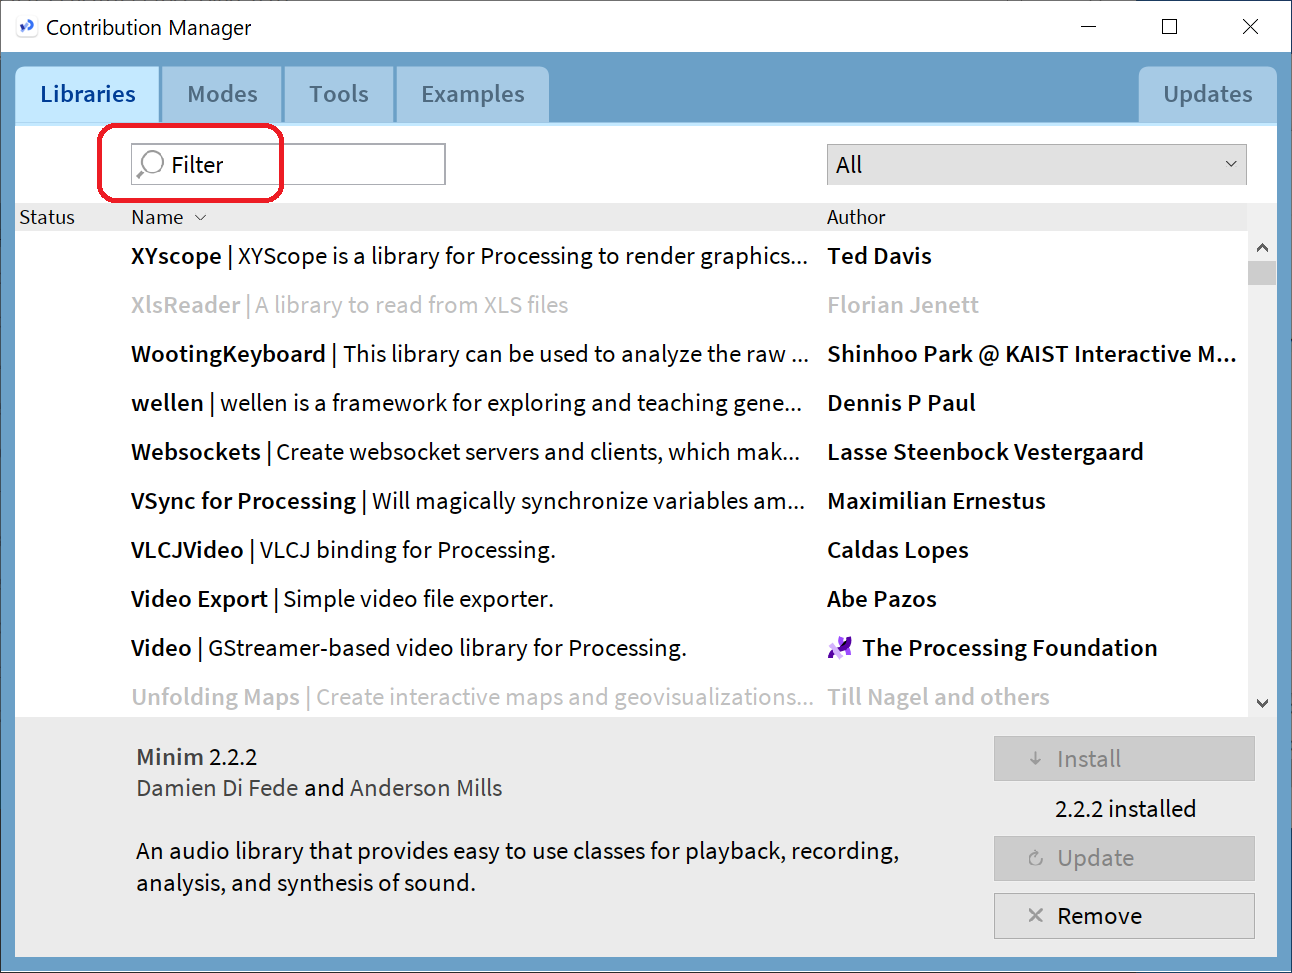 Contribution Manager
Libraries Modes Tools Examples Updates
Filter All
Status Name Author
XYscope | XYScope is a library for Processing to render graphics... Ted Davis
XlsReader | A library to read from XLS files Florian Jenett
WootingKeyboard | This library can be used to analyze the raw ... Shinhoo Park @ KAIST Interactive M...
wellen | wellen is a framework for exploring and teaching gene... Dennis P Paul
Websockets | Create websocket servers and clients, which mak... Lasse Steenbock Vestergaard
VSync for Processing | Will magically synchronize variables am... Maximilian Ernestus
VLCJVideo | VLCJ binding for Processing. Caldas Lopes
Video Export | Simple video file exporter. Abe Pazos
Video | GStreamer-based video library for Processing. The Processing Foundation
Unfolding Maps | Create interactive maps and geovisualizations... Till Nagel and others
Minim 2.2.2
Damien Di Fede and Anderson Mills
An audio library that provides easy to use classes for playback, recording,
analysis, and synthesis of sound.
Install
2.2.2 installed
Update
Remove